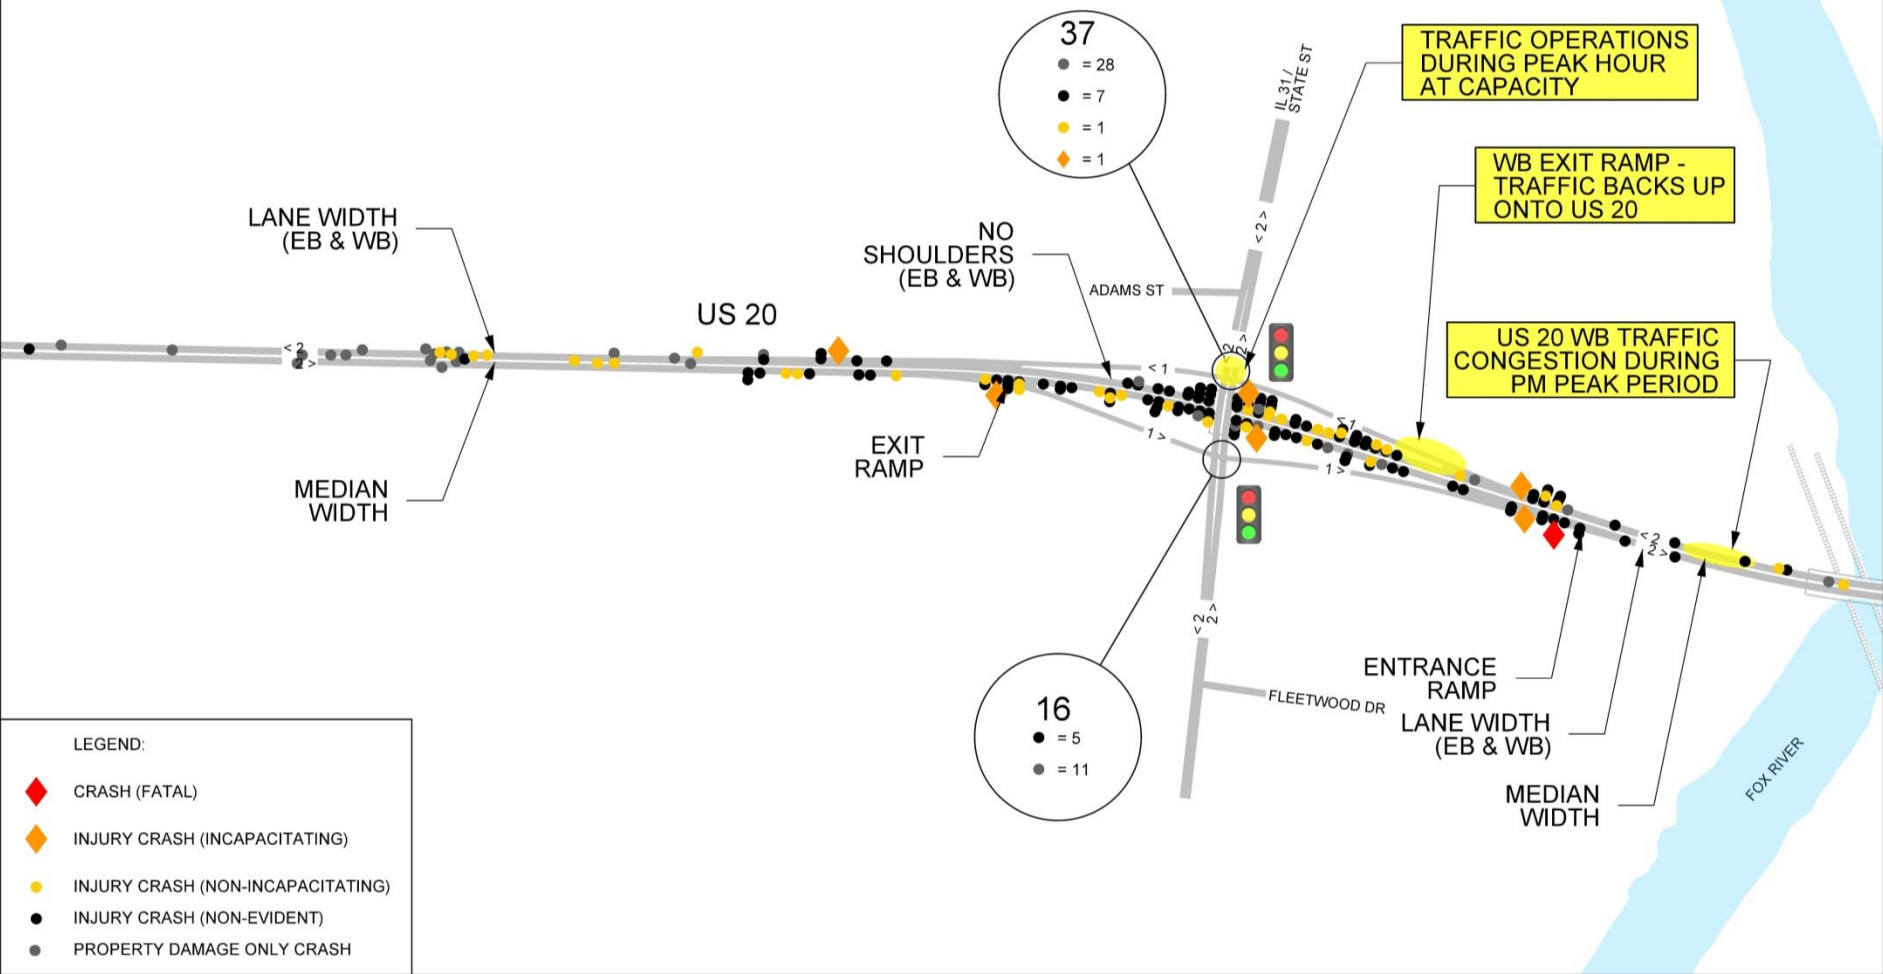 37
= 28
= 7
= 1
= 1
IL 31 /
STATE ST
TRAFFIC OPERATIONS
DURING PEAK HOUR
AT CAPACITY
WB EXIT RAMP -
TRAFFIC BACKS UP
ONTO US 20
LANE WIDTH
(EB & WB)
NO
SHOULDERS
(EB & WB)
< 2 >
ADAMS ST
US 20
US 20 WB TRAFFIC
CONGESTION DURING
PM PEAK PERIOD
< 2
2 >
< 2
2 >
< 1
< 1
1 >
1 >
EXIT
RAMP
MEDIAN
WIDTH
< 2
2 >
< 2
2 >
ENTRANCE
RAMP
FLEETWOOD DR
LANE WIDTH
(EB & WB)
MEDIAN
WIDTH
FOX RIVER
16
= 5
= 11
LEGEND:
CRASH (FATAL)
INJURY CRASH (INCAPACITATING)
INJURY CRASH (NON-INCAPACITATING)
INJURY CRASH (NON-EVIDENT)
PROPERTY DAMAGE ONLY CRASH